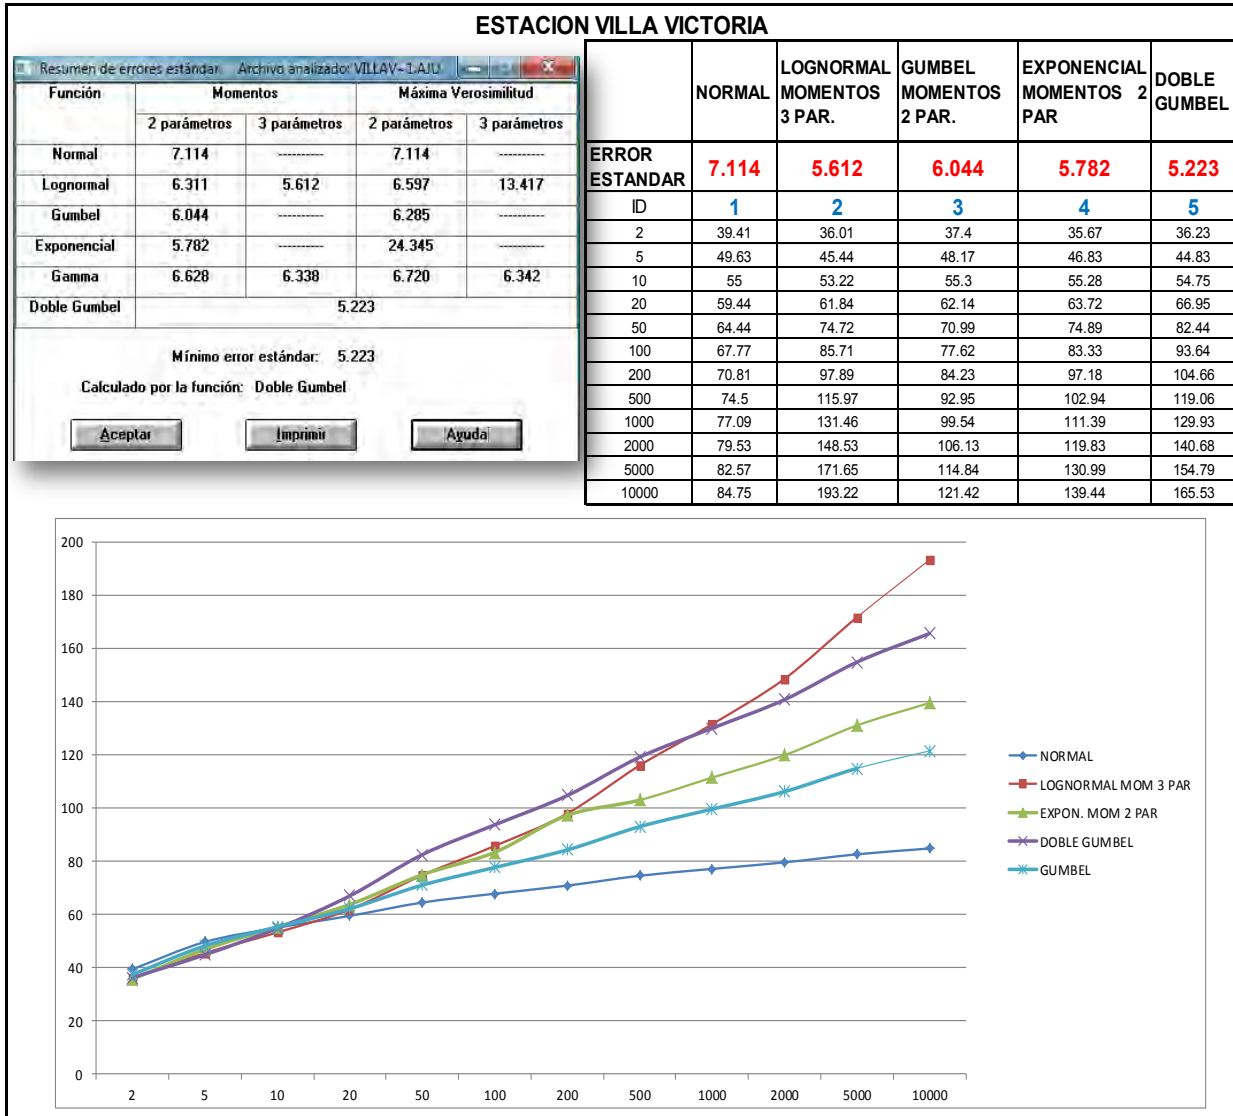 ESTACION VILLA VICTORIA
Resumen de errores estándar. Archivo analizado: VILLAV~1.AJU
Función Momentos Máxima Verosimilitud
2 parámetros 3 parámetros 2 parámetros 3 parámetros
Normal 7.114 ---------- 7.114 ----------
Lognormal 6.311 5.612 6.597 13.417
Gumbel 6.044 ---------- 6.285 ----------
Exponencial 5.782 ---------- 24.345 ----------
Gamma 6.628 6.338 6.720 6.342
Doble Gumbel 5.223
Mínimo error estándar: 5.223
Calculado por la función: Doble Gumbel
Aceptar Imprimir Ayuda
NORMAL LOGNORMAL MOMENTOS 3 PAR. GUMBEL MOMENTOS 2 PAR. EXPONENCIAL MOMENTOS 2 PAR DOBLE GUMBEL
ERROR ESTANDAR 7.114 5.612 6.044 5.782 5.223
ID 1 2 3 4 5
2 39.41 36.01 37.4 35.67 36.23
5 49.63 45.44 48.17 46.83 44.83
10 55 53.22 55.3 55.28 54.75
20 59.44 61.84 62.14 63.72 66.95
50 64.44 74.72 70.99 74.89 82.44
100 67.77 85.71 77.62 83.33 93.64
200 70.81 97.89 84.23 97.18 104.66
500 74.5 115.97 92.95 102.94 119.06
1000 77.09 131.46 99.54 111.39 129.93
2000 79.53 148.53 106.13 119.83 140.68
5000 82.57 171.65 114.84 130.99 154.79
10000 84.75 193.22 121.42 139.44 165.53
200
180
160
140
120
100
80
60
40
20
0
2 5 10 20 50 100 200 500 1000 2000 5000 10000
NORMAL
LOGNORMAL MOM 3 PAR
EXPON. MOM 2 PAR
DOBLE GUMBEL
GUMBEL